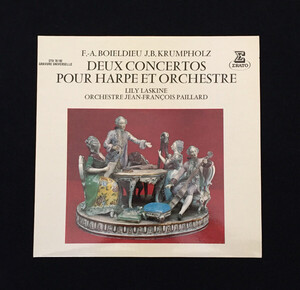 F.-A. BOIELDIEU J.B. KRUMPHOLZ
DEUX CONCERTOS
POUR HARPE ET ORCHESTRE
LILY LASKINE
ORCHESTRE JEAN-FRANÇOIS PAILLARD
ERATO